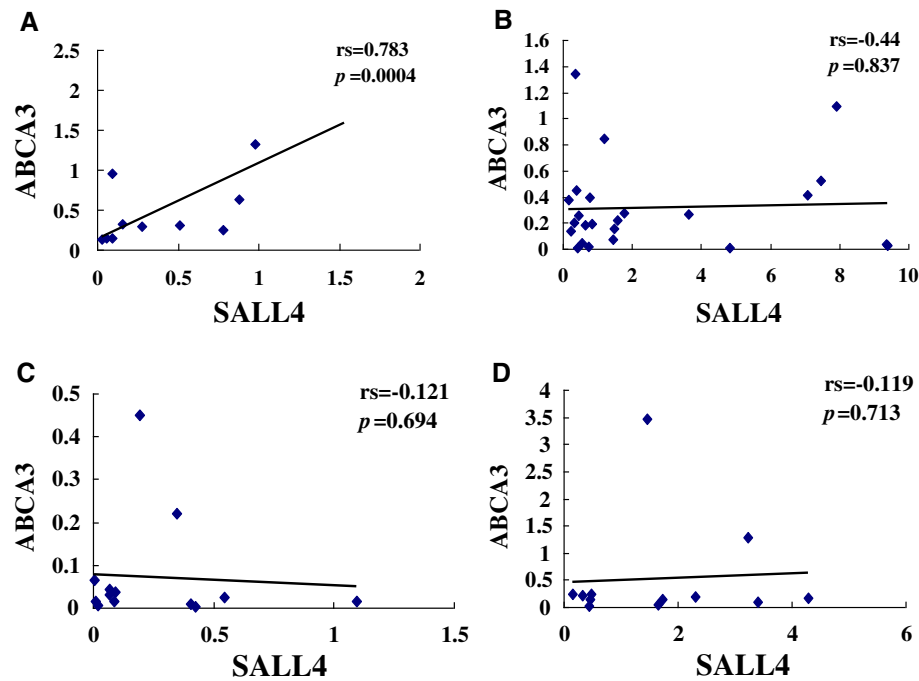 A
rs=0.783
p=0.0004
ABCA3
2.5
2
1.5
1
0.5
0
0 0.5 1 1.5 2
SALL4
B
rs=-0.44
p=0.837
ABCA3
1.6
1.4
1.2
1
0.8
0.6
0.4
0.2
0
0 2 4 6 8 10
SALL4
C
rs=-0.121
p=0.694
ABCA3
0.5
0.4
0.3
0.2
0.1
0
0 0.5 1 1.5
SALL4
D
rs=-0.119
p=0.713
ABCA3
4
3.5
3
2.5
2
1.5
1
0.5
0
0 2 4 6
SALL4